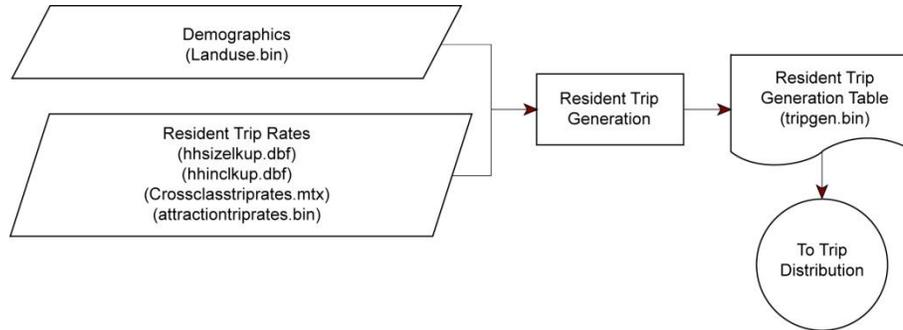 Demographics
(Landuse.bin)
Resident Trip Rates
(hhsizelkup.dbf)
(hhinclkup.dbf)
(Crossclasstriprates.mtx)
(attractiontriprates.bin)
Resident Trip
Generation
Resident Trip
Generation Table
(tripgen.bin)
To Trip
Distribution